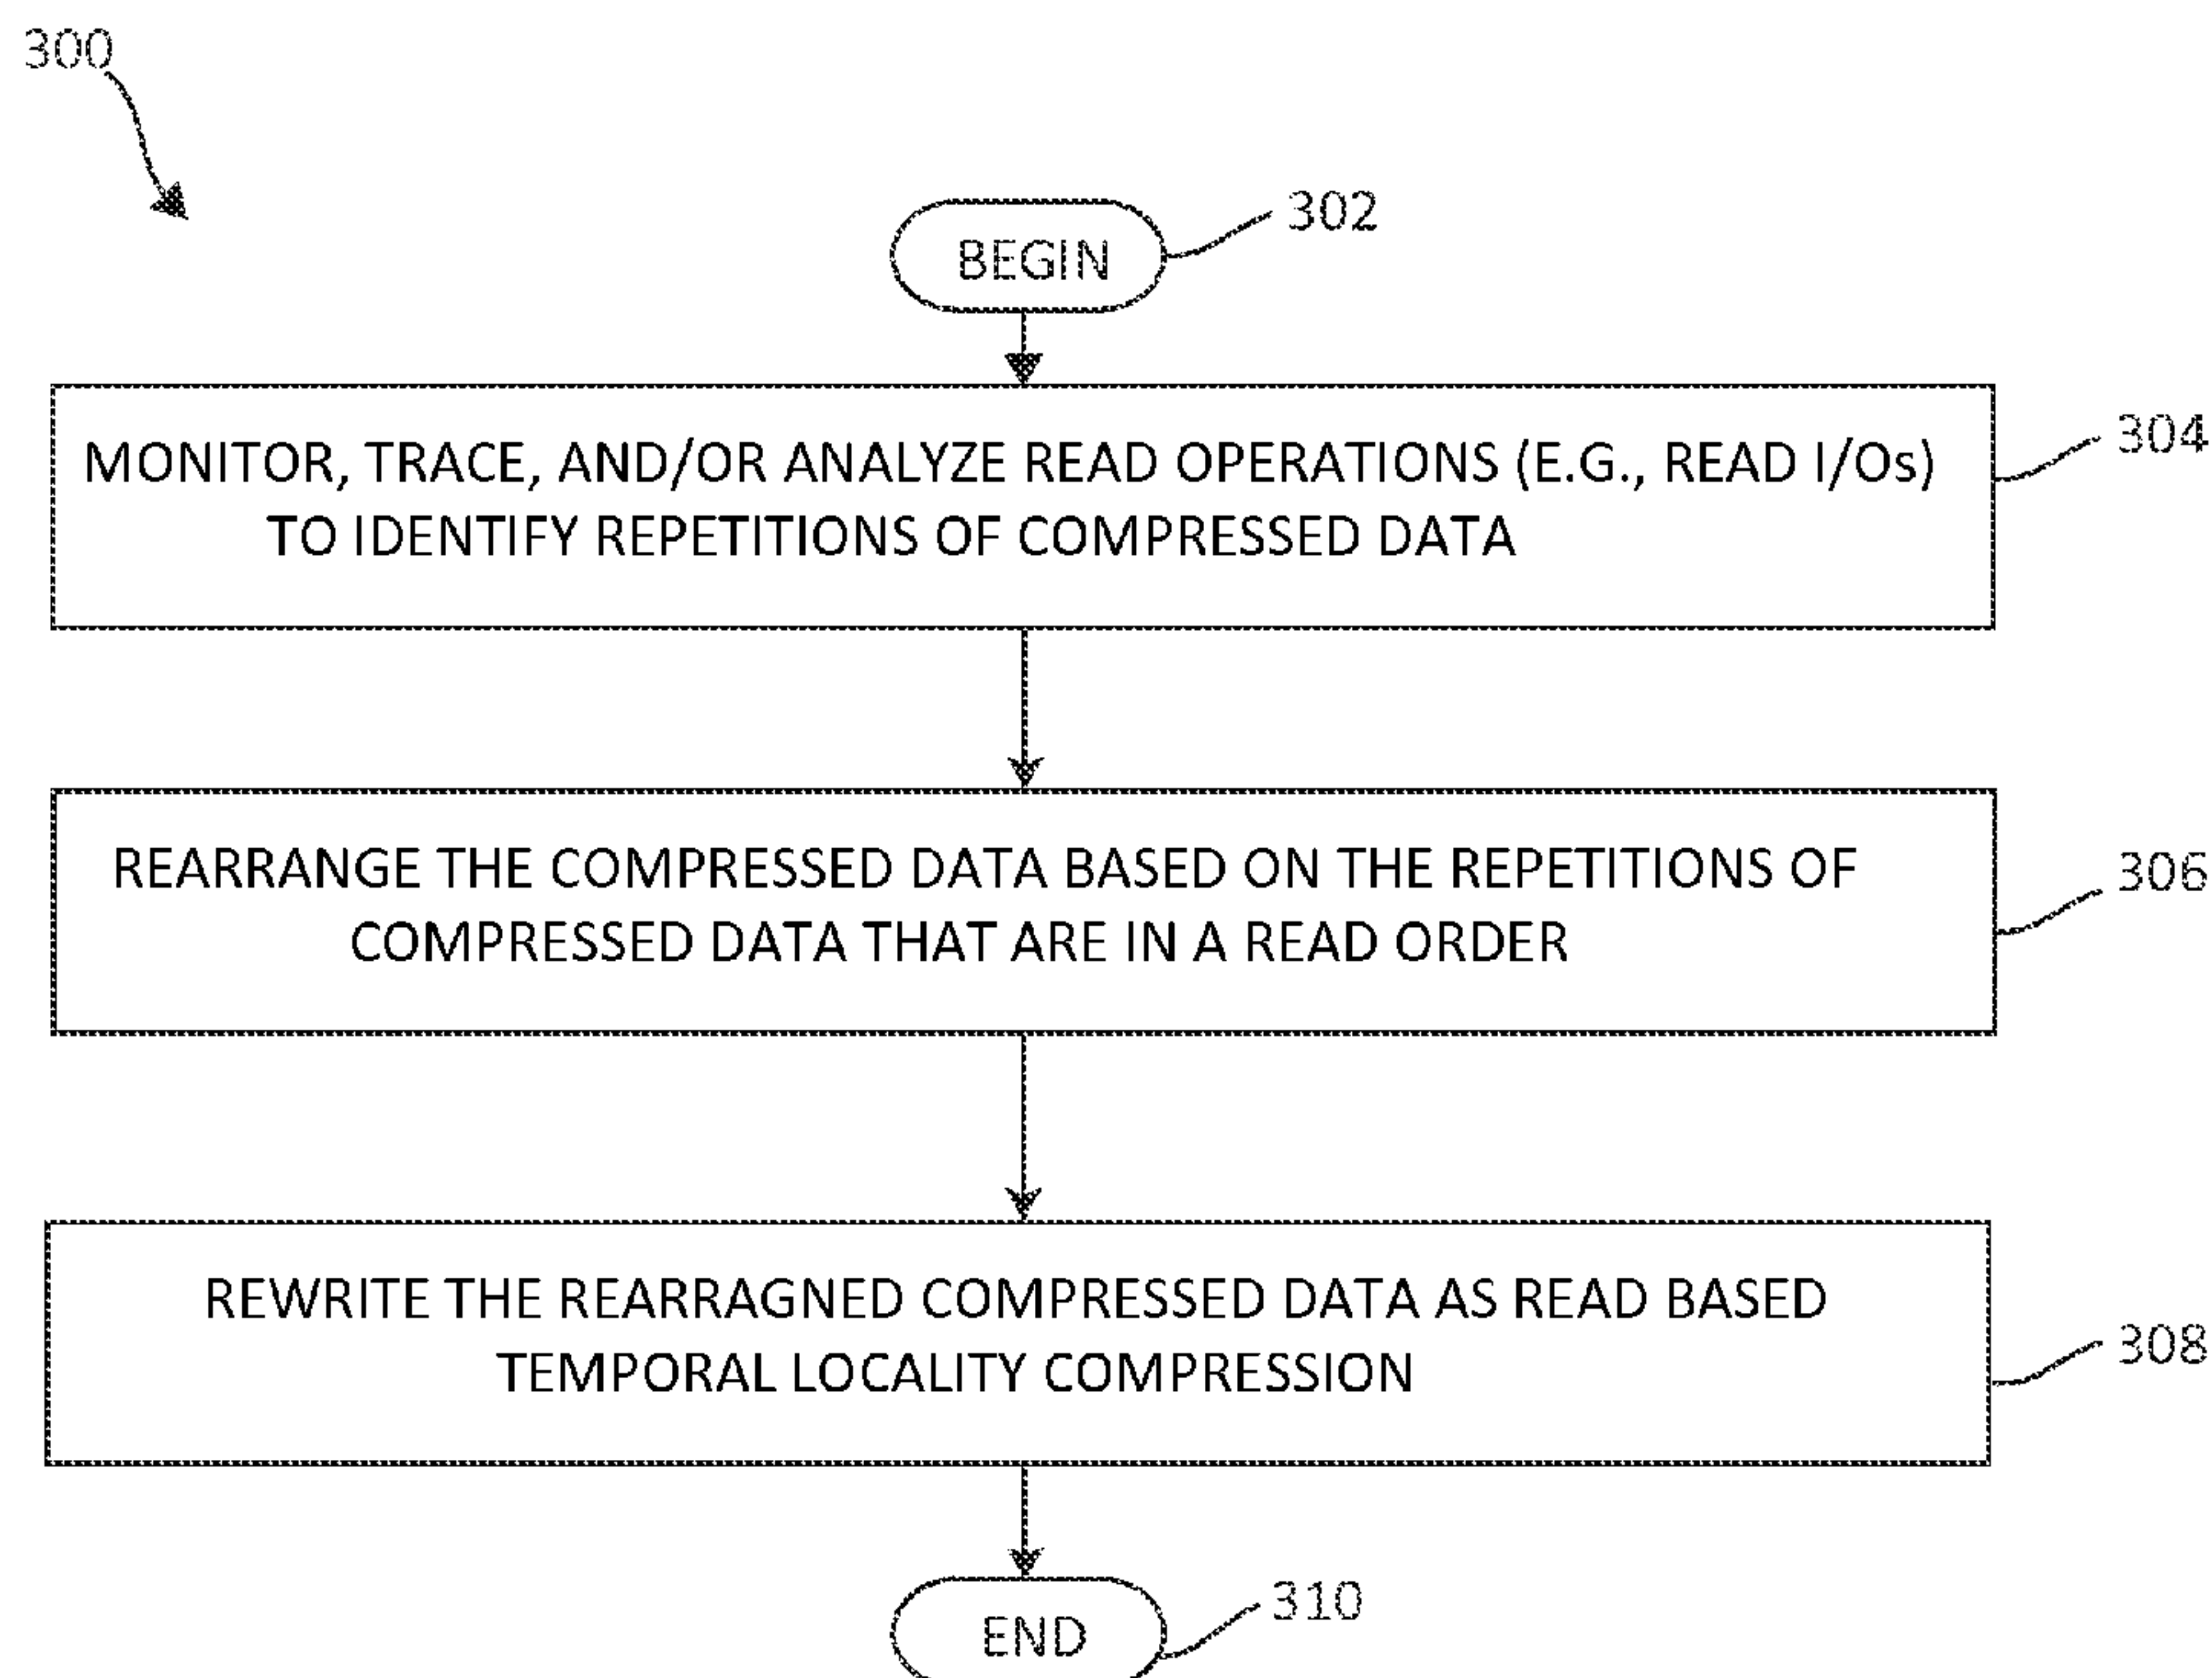 300
302
BEGIN
304
MONITOR, TRACE, AND/OR ANALYZE READ OPERATIONS (E.G., READ I/Os)
TO IDENTIFY REPETITIONS OF COMPRESSED DATA
306
REARRANGE THE COMPRESSED DATA BASED ON THE REPETITIONS OF
COMPRESSED DATA THAT ARE IN A READ ORDER
REWRITE THE REARRAGNED COMPRESSED DATA AS READ BASED
308
TEMPORAL LOCALITY COMPRESSION
310
END